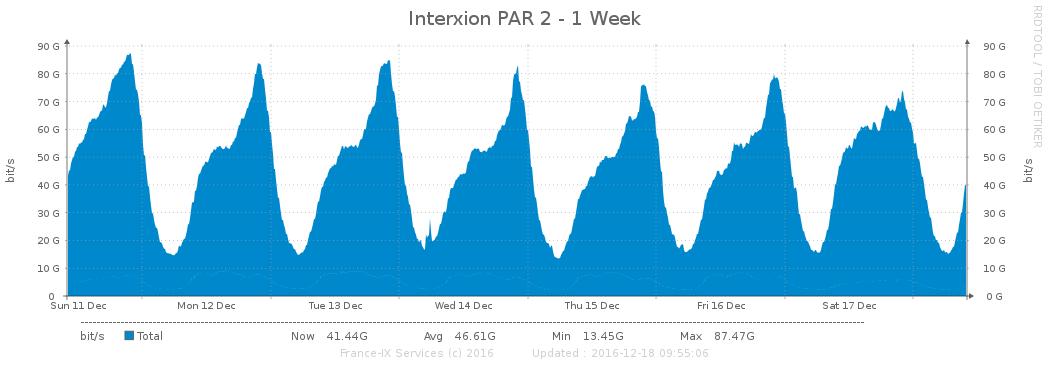 Interxion PAR 2 - 1 Week
RRDTOOL / TOBI OETIKER
90 G 90 G
80 G 80 G
70 G 70 G
60 G 60 G
50 G 50 G
40 G 40 G
30 G 30 G
20 G 20 G
10 G 10 G
0 0 G
bit/s bit/s
Sun 11 Dec Mon 12 Dec Tue 13 Dec Wed 14 Dec Thu 15 Dec Fri 16 Dec Sat 17 Dec
bit/s Total Now 41.44G Avg 46.61G Min 13.45G Max 87.47G
France-IX Services (c) 2016 Updated : 2016-12-18 09:55:06